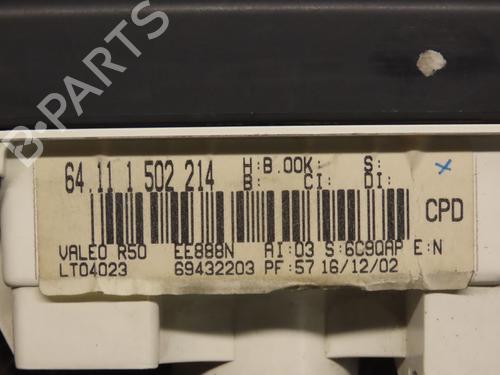 64.11 1 502 214 H:B.00K: S:
B: CI: DI:
CPD
VALEO R50 EE888N AI:03 S:6C9QAP E:N
LT04023 69432203 PF:57 16/12/02
B-PARTS